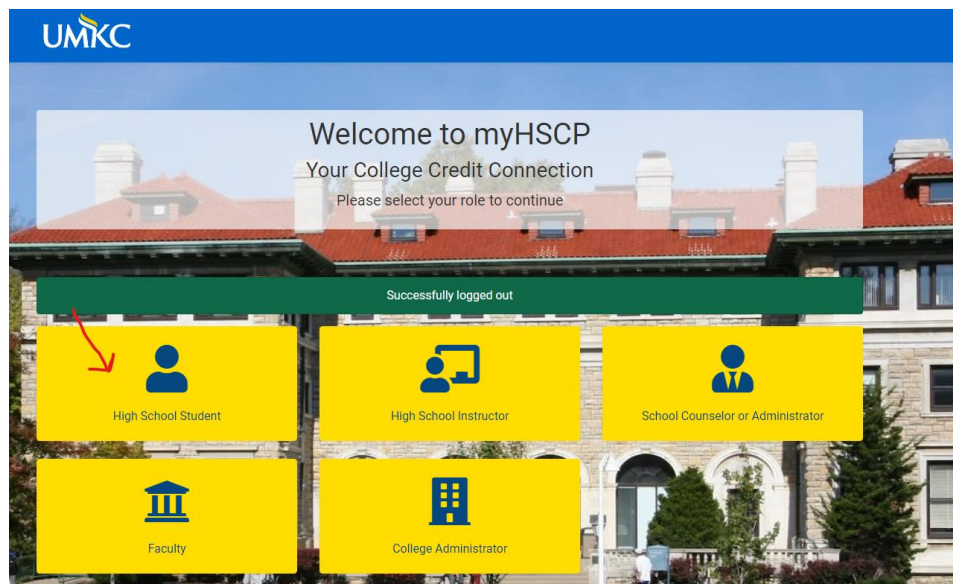 UMKC
Welcome to myHSCP
Your College Credit Connection
Please select your role to continue
Successfully logged out
High School Student
High School Instructor
School Counselor or Administrator
Faculty
College Administrator